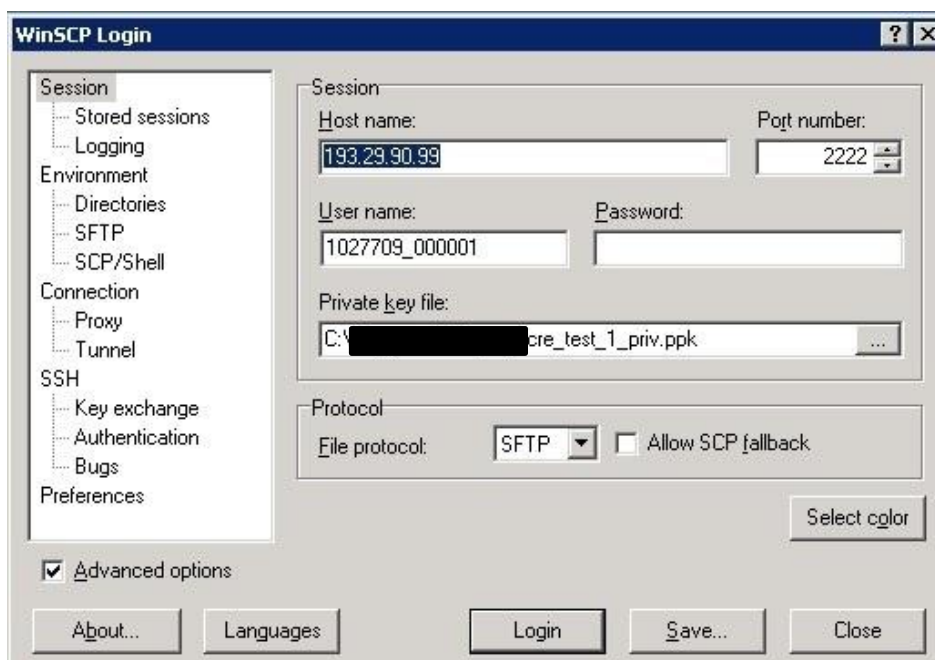 WinSCP Login
Session
Stored sessions
Logging
Environment
Directories
SFTP
SCP/Shell
Connection
Proxy
Tunnel
SSH
Key exchange
Authentication
Bugs
Preferences
Advanced options
Session
Host name:
Port number:
193.29.90.99
2222
User name:
Password:
1027709_000001
Private key file:
C:\ cre_test_1_priv.ppk
...
Protocol
File protocol:
SFTP
Allow SCP fallback
Select color
About...
Languages
Login
Save...
Close